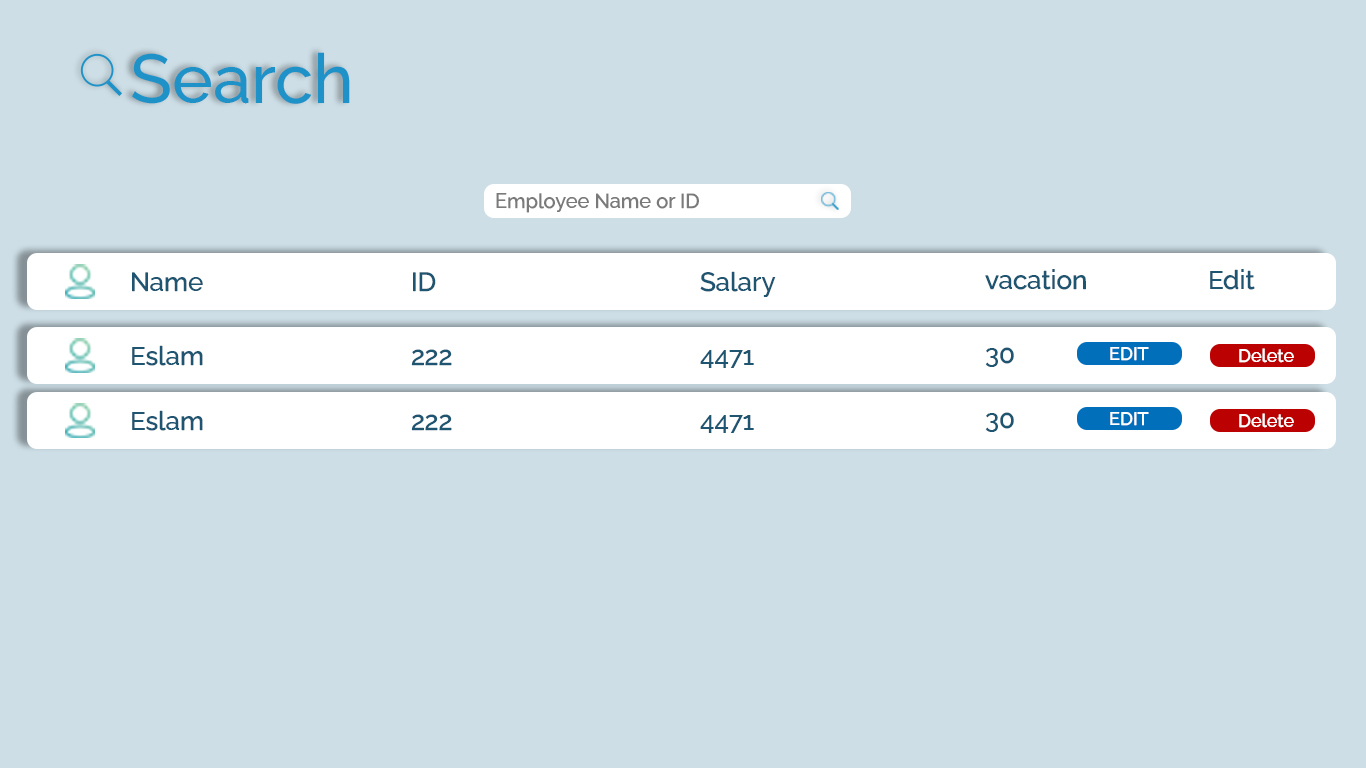 Search
Employee Name or ID
Name ID Salary vacation Edit
Eslam 222 4471 30 EDIT Delete
Eslam 222 4471 30 EDIT Delete